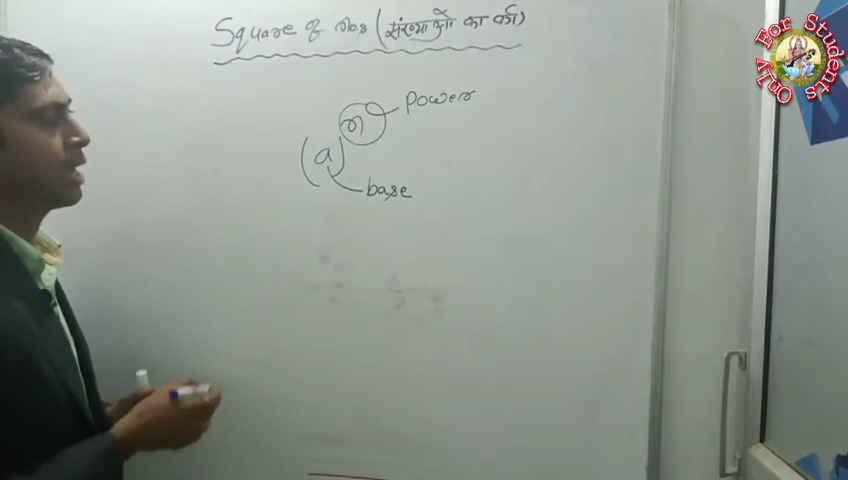 Square of Nos (संख्याओं का वर्ग)
(a)ⁿ
Power
base
Only For Students